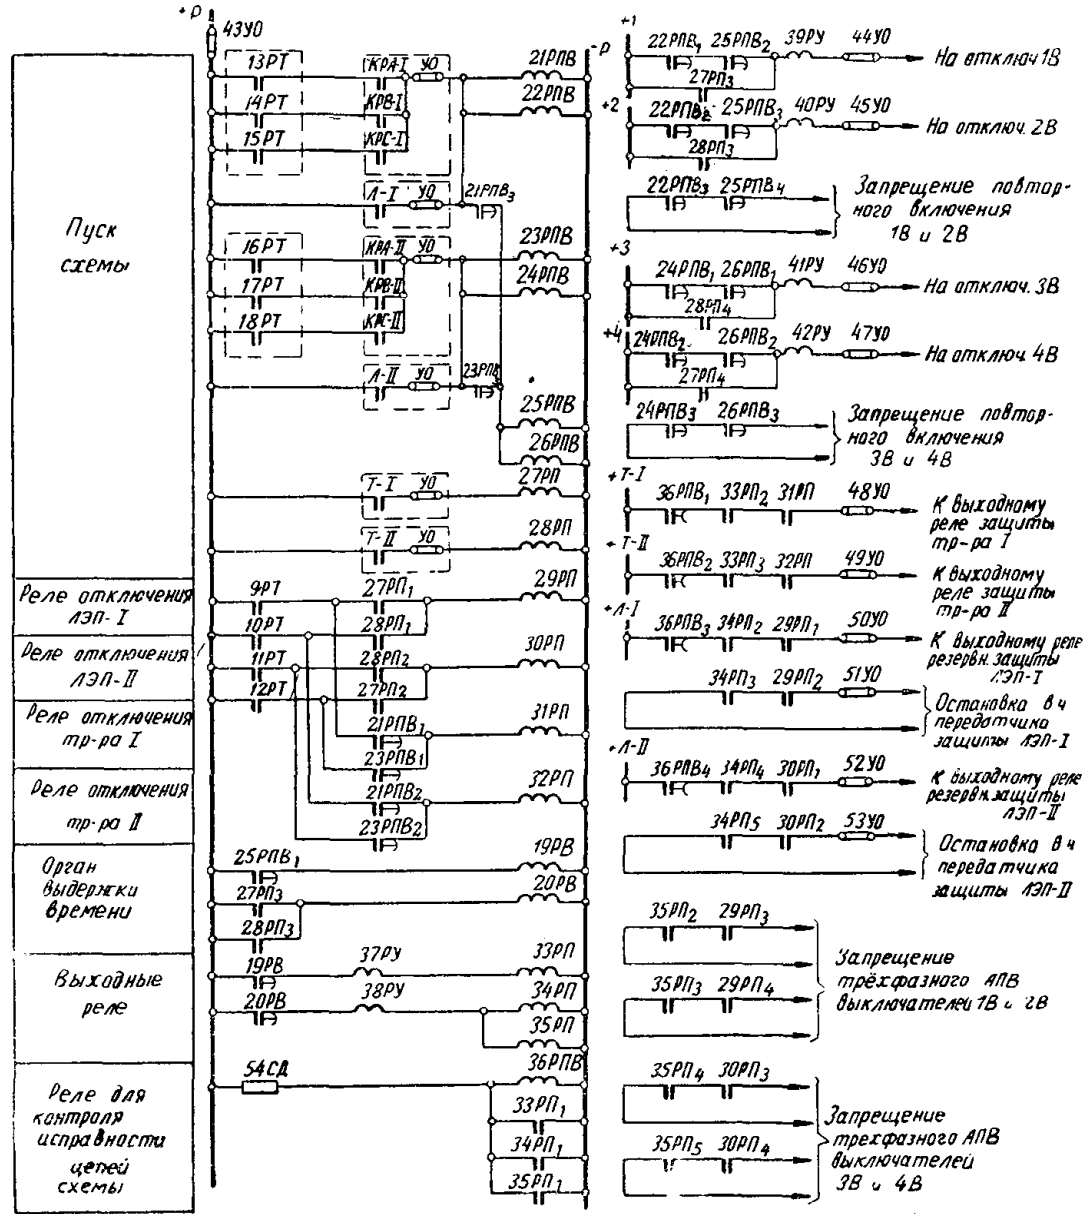 +P
43УО
Пуск
схемы
13РТ
КРА-I
УО
21РПВ
-P
14РТ
КРВ-I
22РПВ
15РТ
КРС-I
Л-I
УО
21РПВ3
16РТ
КРА-II
УО
23РПВ
17РТ
КРВ-II
24РПВ
18РТ
КРС-II
Л-II
УО
23РПВ
25РПВ
26РПВ
Т-I
УО
27РП
Т-II
УО
28РП
Реле отключения
ЛЭП-I
9РТ
27РП1
29РП
10РТ
28РП1
Реле отключения
ЛЭП-II
11РТ
28РП2
30РП
12РТ
27РП2
Реле отключения
тр-ра I
21РПВ1
31РП
23РПВ1
Реле отключения
тр-ра II
21РПВ2
32РП
23РПВ2
Орган
выдержки
времени
25РПВ1
19РВ
27РП3
20РВ
28РП3
Выходные
реле
19РВ
37РУ
33РП
20РВ
38РУ
34РП
35РП
Реле для
контроля
исправности
цепей
схемы
54СД
36РПВ
33РП1
34РП1
35РП1
+1
22РПВ1 25РПВ2 39РУ 44УО
На отключ 1В
27РП3
+2
22РПВ2 25РПВ3 40РУ 45УО
На отключ. 2В
28РП3
22РПВ3 25РПВ4
Запрещение повтор-
ного включения
1В и 2В
+3
24РПВ1 26РПВ1 41РУ 46УО
На отключ. 3В
28РП4
+4
24РПВ2 26РПВ2 42РУ 47УО
На отключ. 4В
27РП4
24РПВ3 26РПВ3
Запрещение повтор-
ного включения
3В и 4В
+Т-I
36РПВ1 33РП2 31РП 48УО
К выходному
реле защиты
тр-ра I
+Т-II
36РПВ2 33РП3 32РП 49УО
К выходному
реле защиты
тр-ра II
+Л-I
36РПВ3 34РП2 29РП1 50УО
К выходному реле
резервн. защиты
ЛЭП-I
34РП3 29РП2 51УО
Остановка в ч
передатчика
защиты ЛЭП-I
+Л-II
36РПВ4 34РП4 30РП1 52УО
К выходному реле
резервн. защиты
ЛЭП-II
34РП5 30РП2 53УО
Остановка в ч
передатчика
защиты ЛЭП-II
35РП2 29РП3
35РП3 29РП4
Запрещение
трёхфазного АПВ
выключателей 1В и 2В
35РП4 30РП3
35РП5 30РП4
Запрещение
трехфазного АПВ
выключателей
3В и 4В